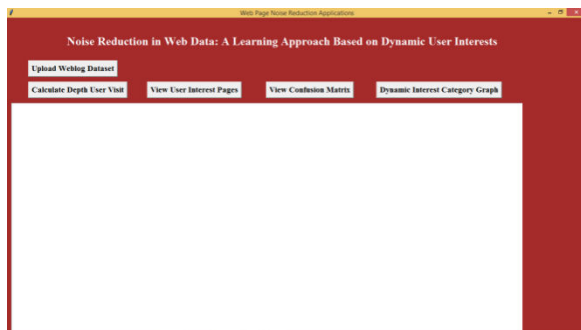 Web Page Noise Reduction Applications
Noise Reduction in Web Data: A Learning Approach Based on Dynamic User Interests
Upload Weblog Dataset
Calculate Depth User Visit View User Interest Pages View Confusion Matrix Dynamic Interest Category Graph